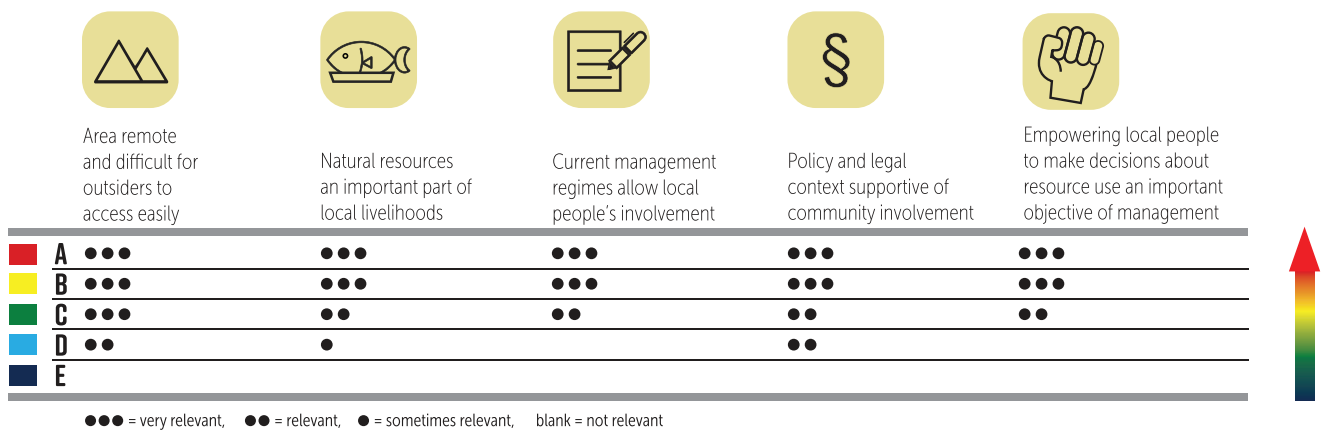 §
Area remote
and difficult for
outsiders to
access easily
Natural resources
an important part of
local livelihoods
Current management
regimes allow local
people's involvement
Policy and legal
context supportive of
community involvement
Empowering local people
to make decisions about
resource use an important
objective of management
A ●●● ●●● ●●● ●●● ●●●
B ●●● ●●● ●●● ●●● ●●●
C ●●● ●● ●● ●● ●●
D ●● ● ●●
E
●●● = very relevant, ●● = relevant, ● = sometimes relevant, blank = not relevant